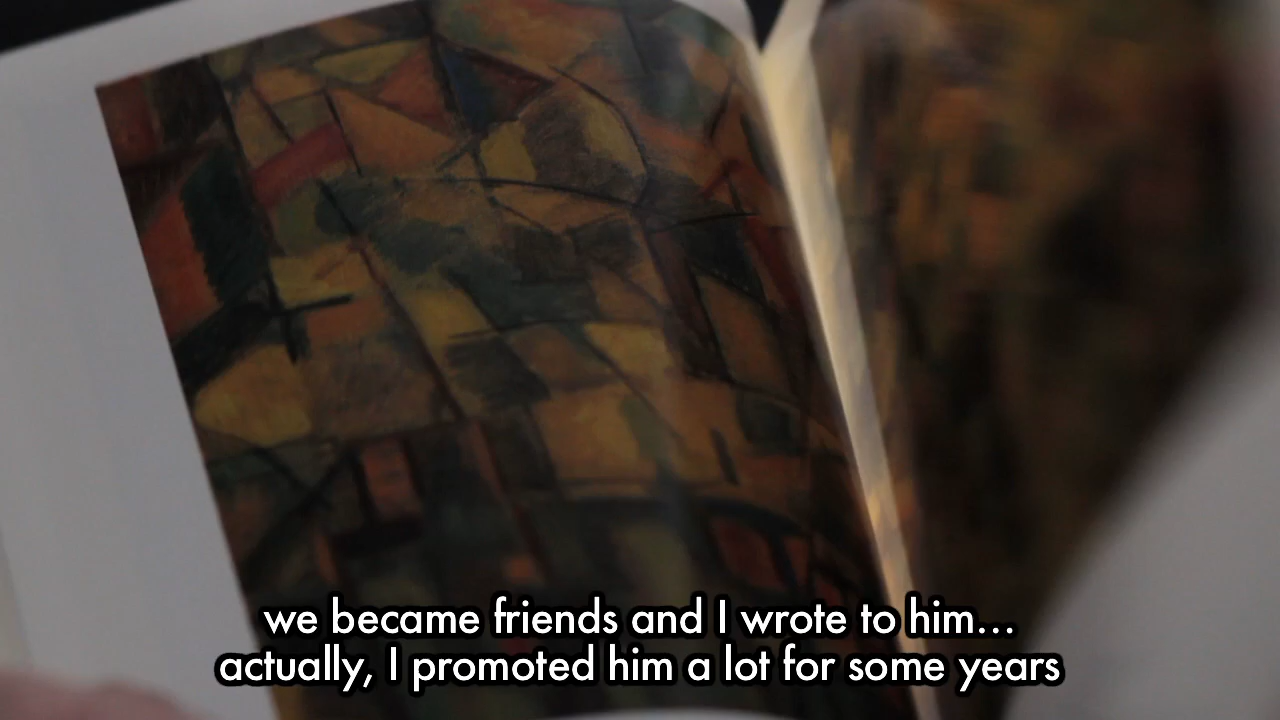 we became friends and I wrote to him...
actually, I promoted him a lot for some years